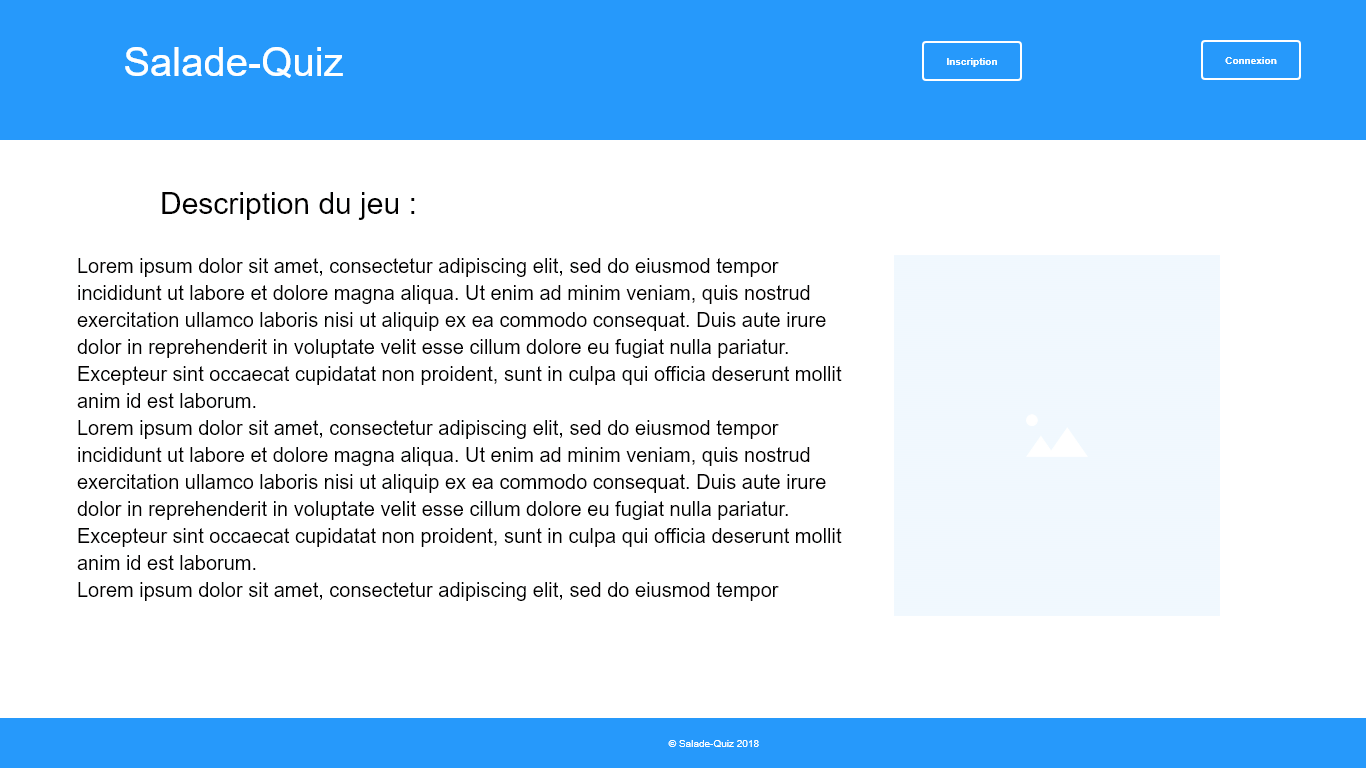 Salade-Quiz
Inscription
Connexion
Description du jeu :
Lorem ipsum dolor sit amet, consectetur adipiscing elit, sed do eiusmod tempor
incididunt ut labore et dolore magna aliqua. Ut enim ad minim veniam, quis nostrud
exercitation ullamco laboris nisi ut aliquip ex ea commodo consequat. Duis aute irure
dolor in reprehenderit in voluptate velit esse cillum dolore eu fugiat nulla pariatur.
Excepteur sint occaecat cupidatat non proident, sunt in culpa qui officia deserunt mollit
anim id est laborum.
Lorem ipsum dolor sit amet, consectetur adipiscing elit, sed do eiusmod tempor
incididunt ut labore et dolore magna aliqua. Ut enim ad minim veniam, quis nostrud
exercitation ullamco laboris nisi ut aliquip ex ea commodo consequat. Duis aute irure
dolor in reprehenderit in voluptate velit esse cillum dolore eu fugiat nulla pariatur.
Excepteur sint occaecat cupidatat non proident, sunt in culpa qui officia deserunt mollit
anim id est laborum.
Lorem ipsum dolor sit amet, consectetur adipiscing elit, sed do eiusmod tempor
© Salade-Quiz 2018